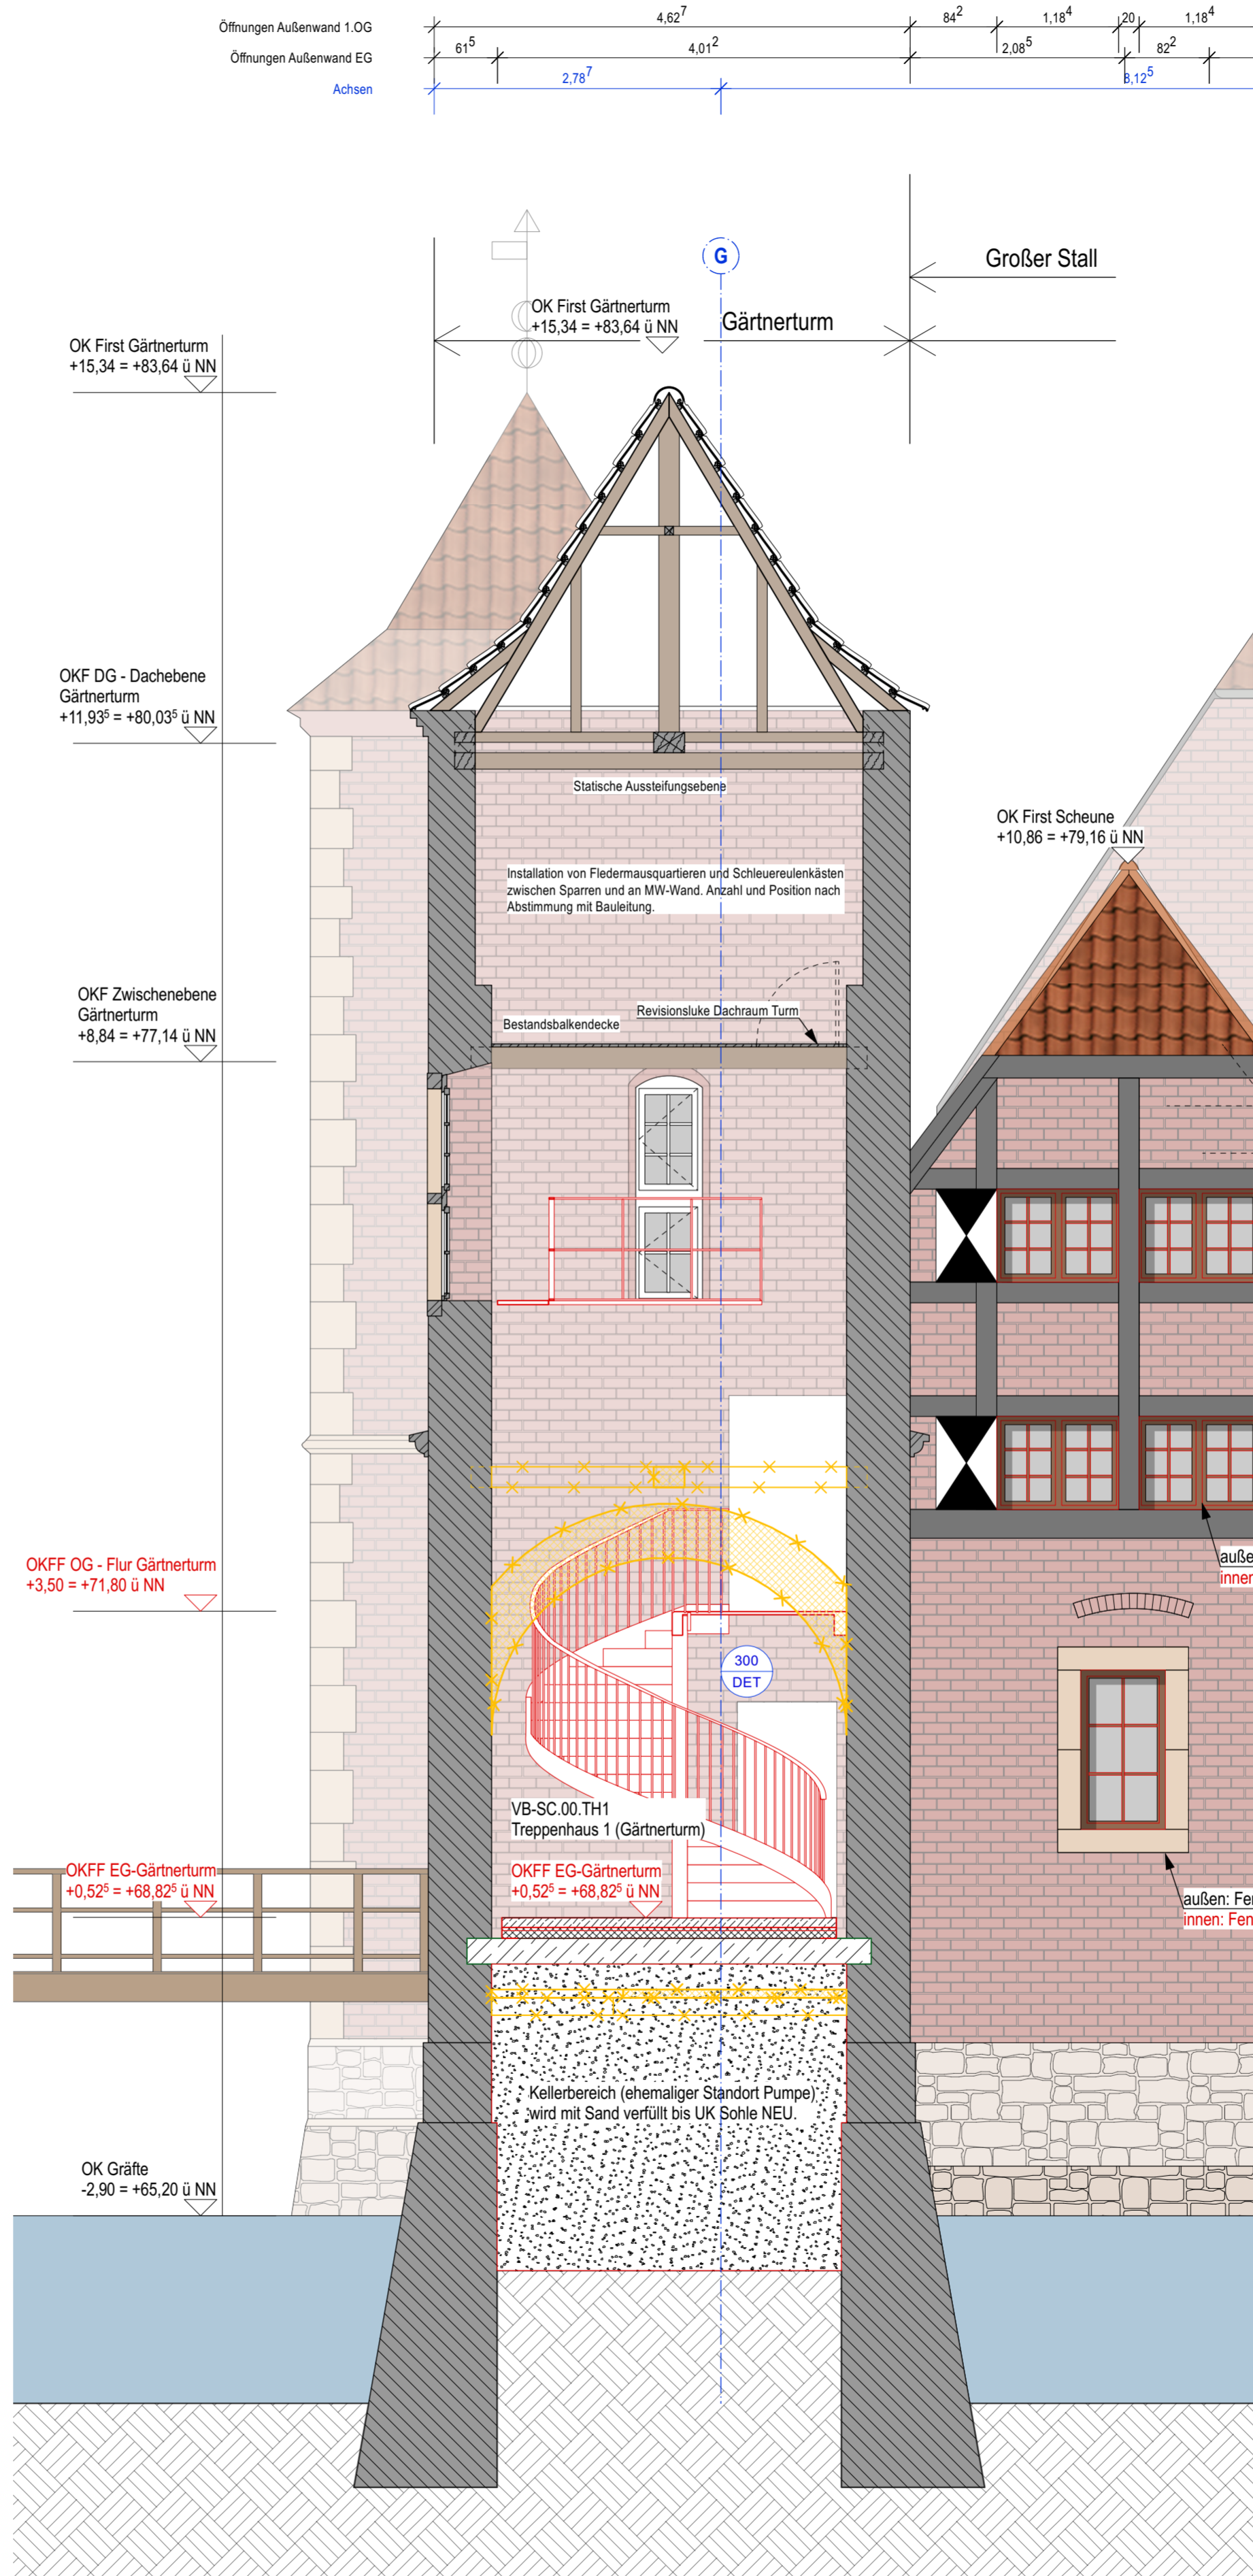 Öffnungen Außenwand 1.OG
4,62⁷
84²
1,18⁴
20
1,18⁴
Öffnungen Außenwand EG
61⁵
4,01²
2,08⁵
82²
Achsen
2,78⁷
8,12⁵
G
Großer Stall
OK First Gärtnerturm
+15,34 = +83,64 ü NN
Gärtnerturm
OK First Gärtnerturm
+15,34 = +83,64 ü NN
OKF DG - Dachebene
Gärtnerturm
+11,93⁵ = +80,03⁵ ü NN
Statische Aussteifungsebene
OK First Scheune
+10,86 = +79,16 ü NN
Installation von Fledermausquartieren und Schleuereulenkästen
zwischen Sparren und an MW-Wand. Anzahl und Position nach
Abstimmung mit Bauleitung.
OKF Zwischenebene
Gärtnerturm
+8,84 = +77,14 ü NN
Revisionsluke Dachraum Turm
Bestandsbalkendecke
OKFF OG - Flur Gärtnerturm
+3,50 = +71,80 ü NN
auße
inner
300
DET
VB-SC.00.TH1
Treppenhaus 1 (Gärtnerturm)
OKFF EG-Gärtnerturm
+0,52⁵ = +68,82⁵ ü NN
OKFF EG-Gärtnerturm
+0,52⁵ = +68,82⁵ ü NN
außen: Fer
innen: Fen
Kellerbereich (ehemaliger Standort Pumpe)
wird mit Sand verfüllt bis UK Sohle NEU.
OK Gräfte
-2,90 = +65,20 ü NN